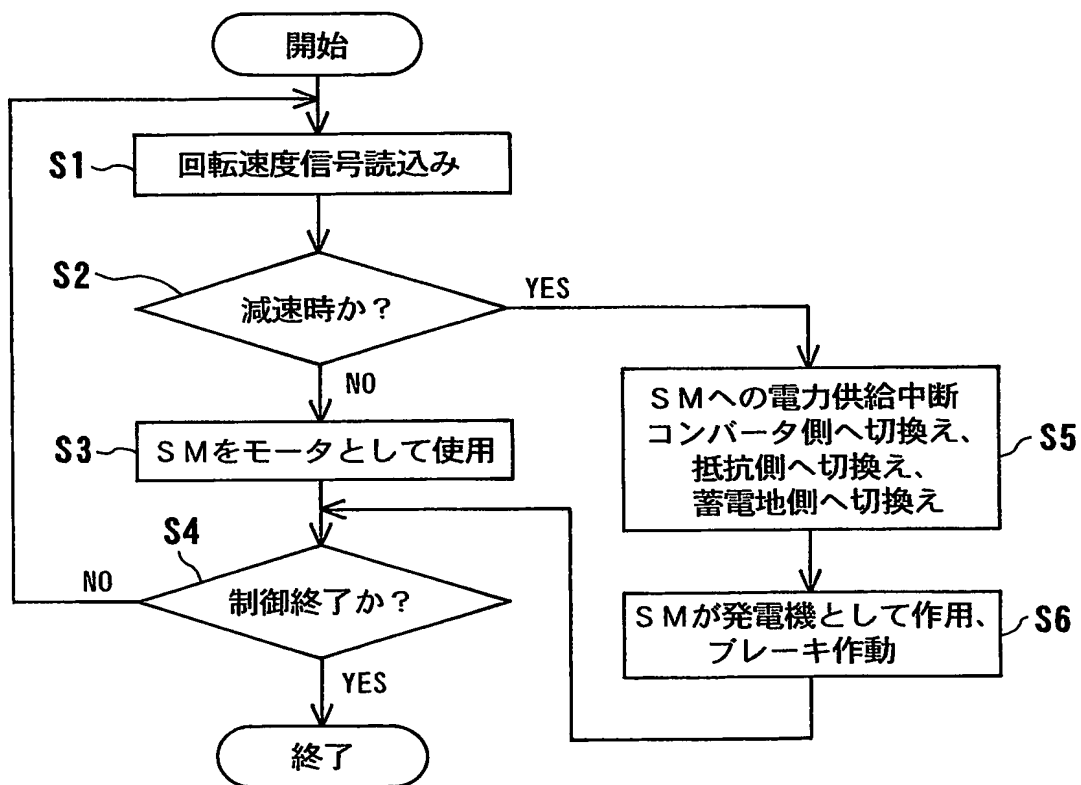 開始
S1
回転速度信号読込み
S2
減速時か?
YES
NO
S3
SMをモータとして使用
SMへの電力供給中断
コンバータ側へ切換え、
抵抗側へ切換え、
蓄電地側へ切換え
S5
S4
制御終了か?
NO
YES
SMが発電機として作用、
ブレーキ作動
S6
終了